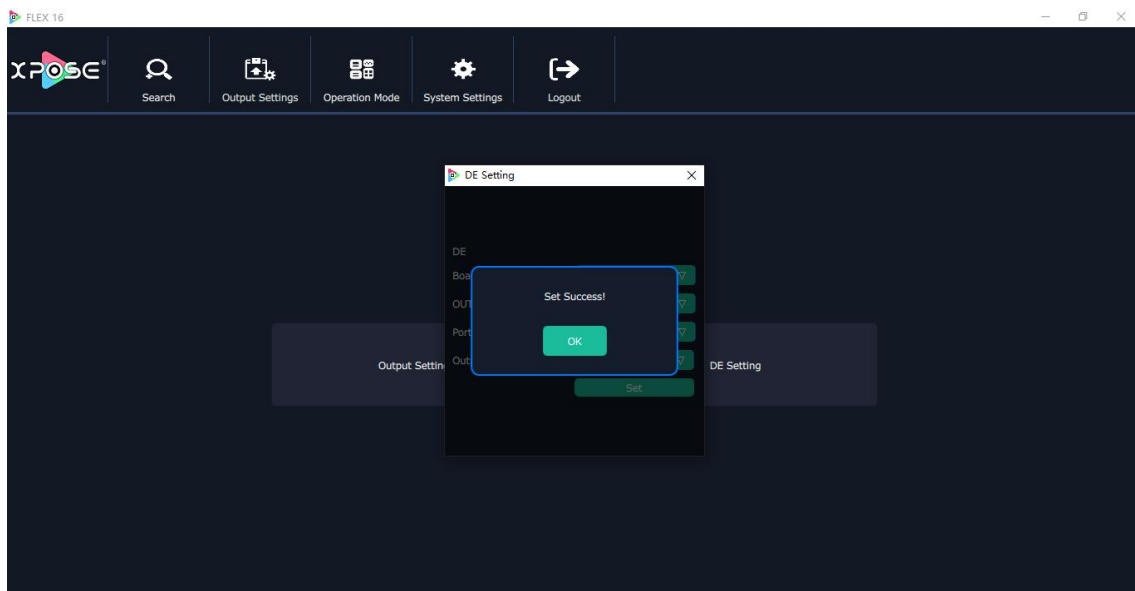 FLEX 16
XPOSE®
Search
Output Settings
Operation Mode
System Settings
Logout
DE Setting
DE
Boa
OUT
Port
Out
Set Success!
OK
Set
Output Settin
DE Setting